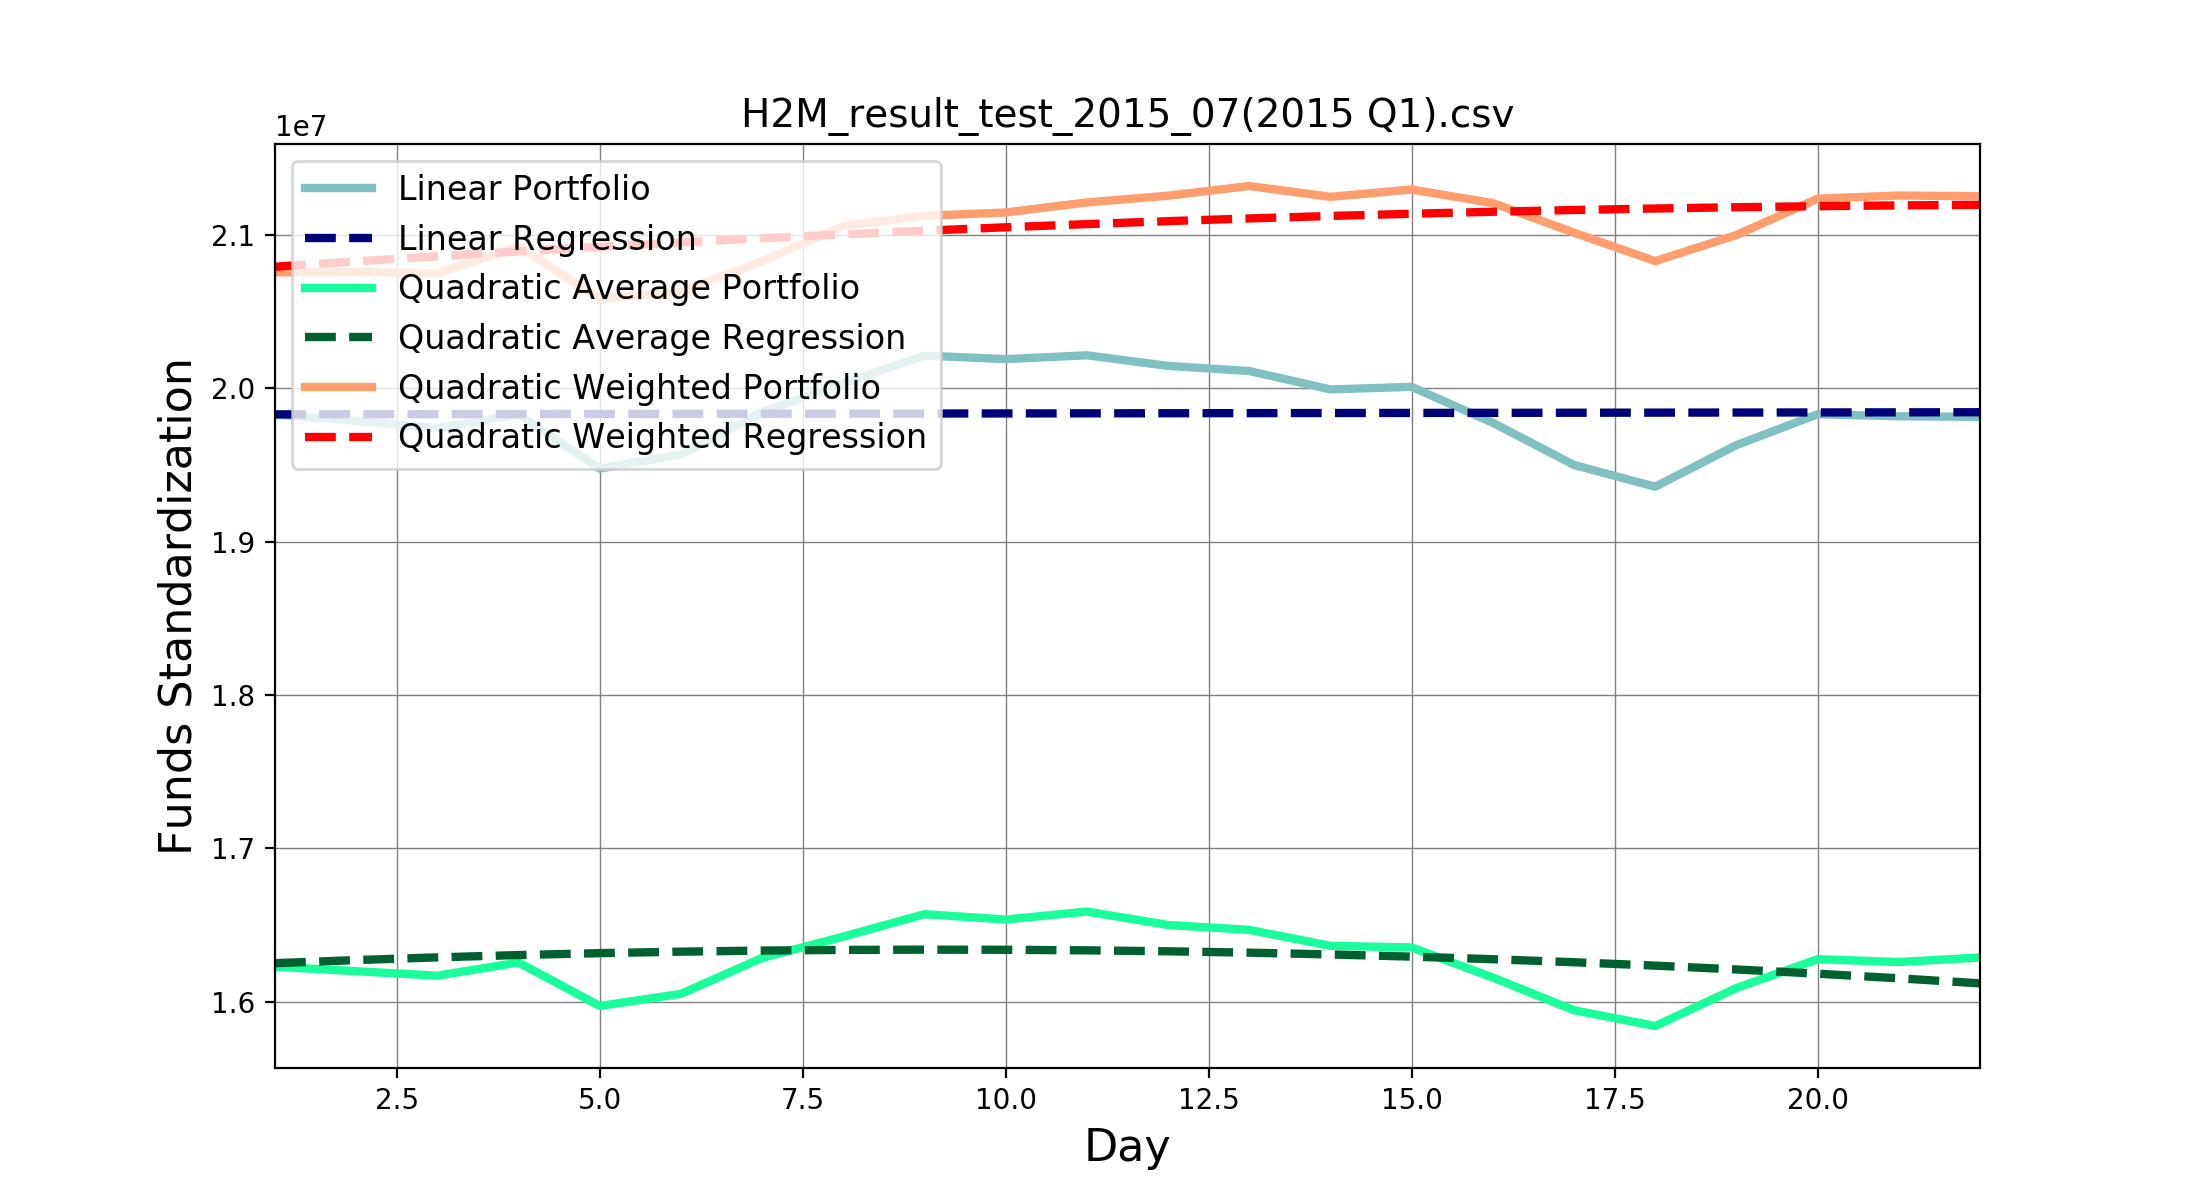 H2M_result_test_2015_07(2015 Q1).csv
1e7
Linear Portfolio
Linear Regression
Quadratic Average Portfolio
Quadratic Average Regression
Quadratic Weighted Portfolio
Quadratic Weighted Regression
2.1
2.0
1.9
1.8
1.7
1.6
Funds Standardization
2.5 5.0 7.5 10.0 12.5 15.0 17.5 20.0
Day